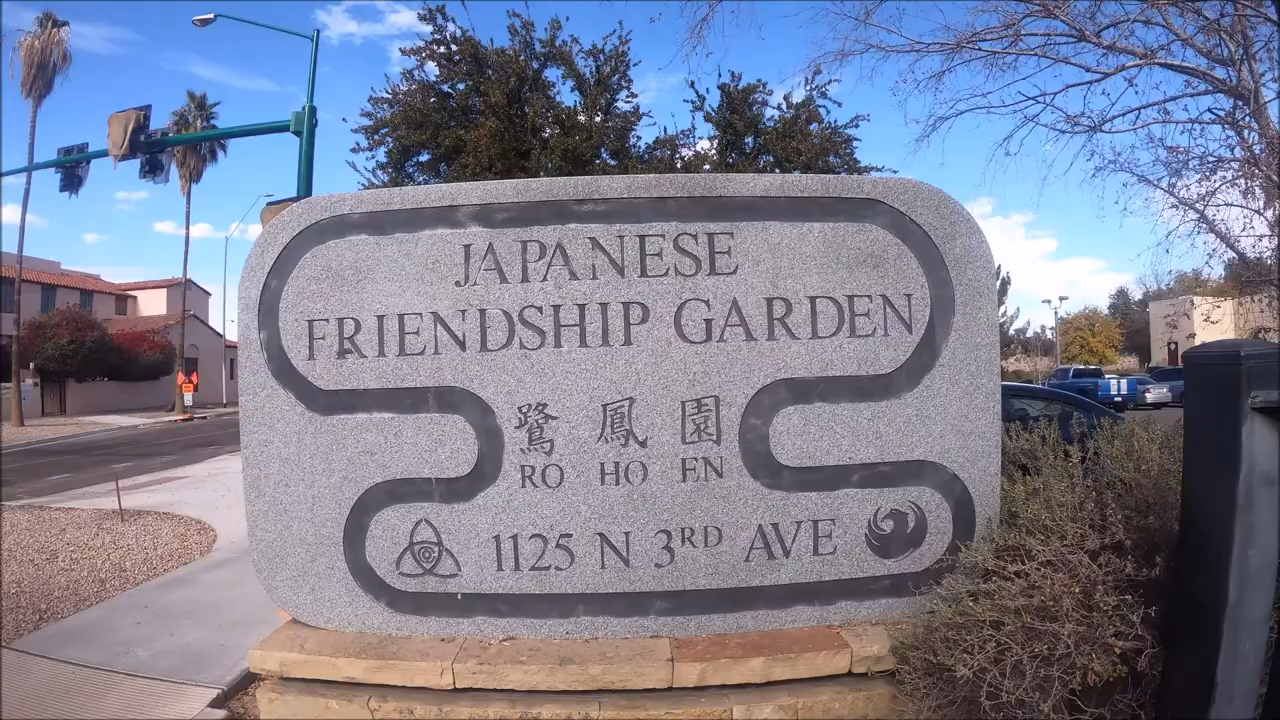 JAPANESE
FRIENDSHIP GARDEN
鷺 鳳 園
RO HO EN
1125 N 3RD AVE